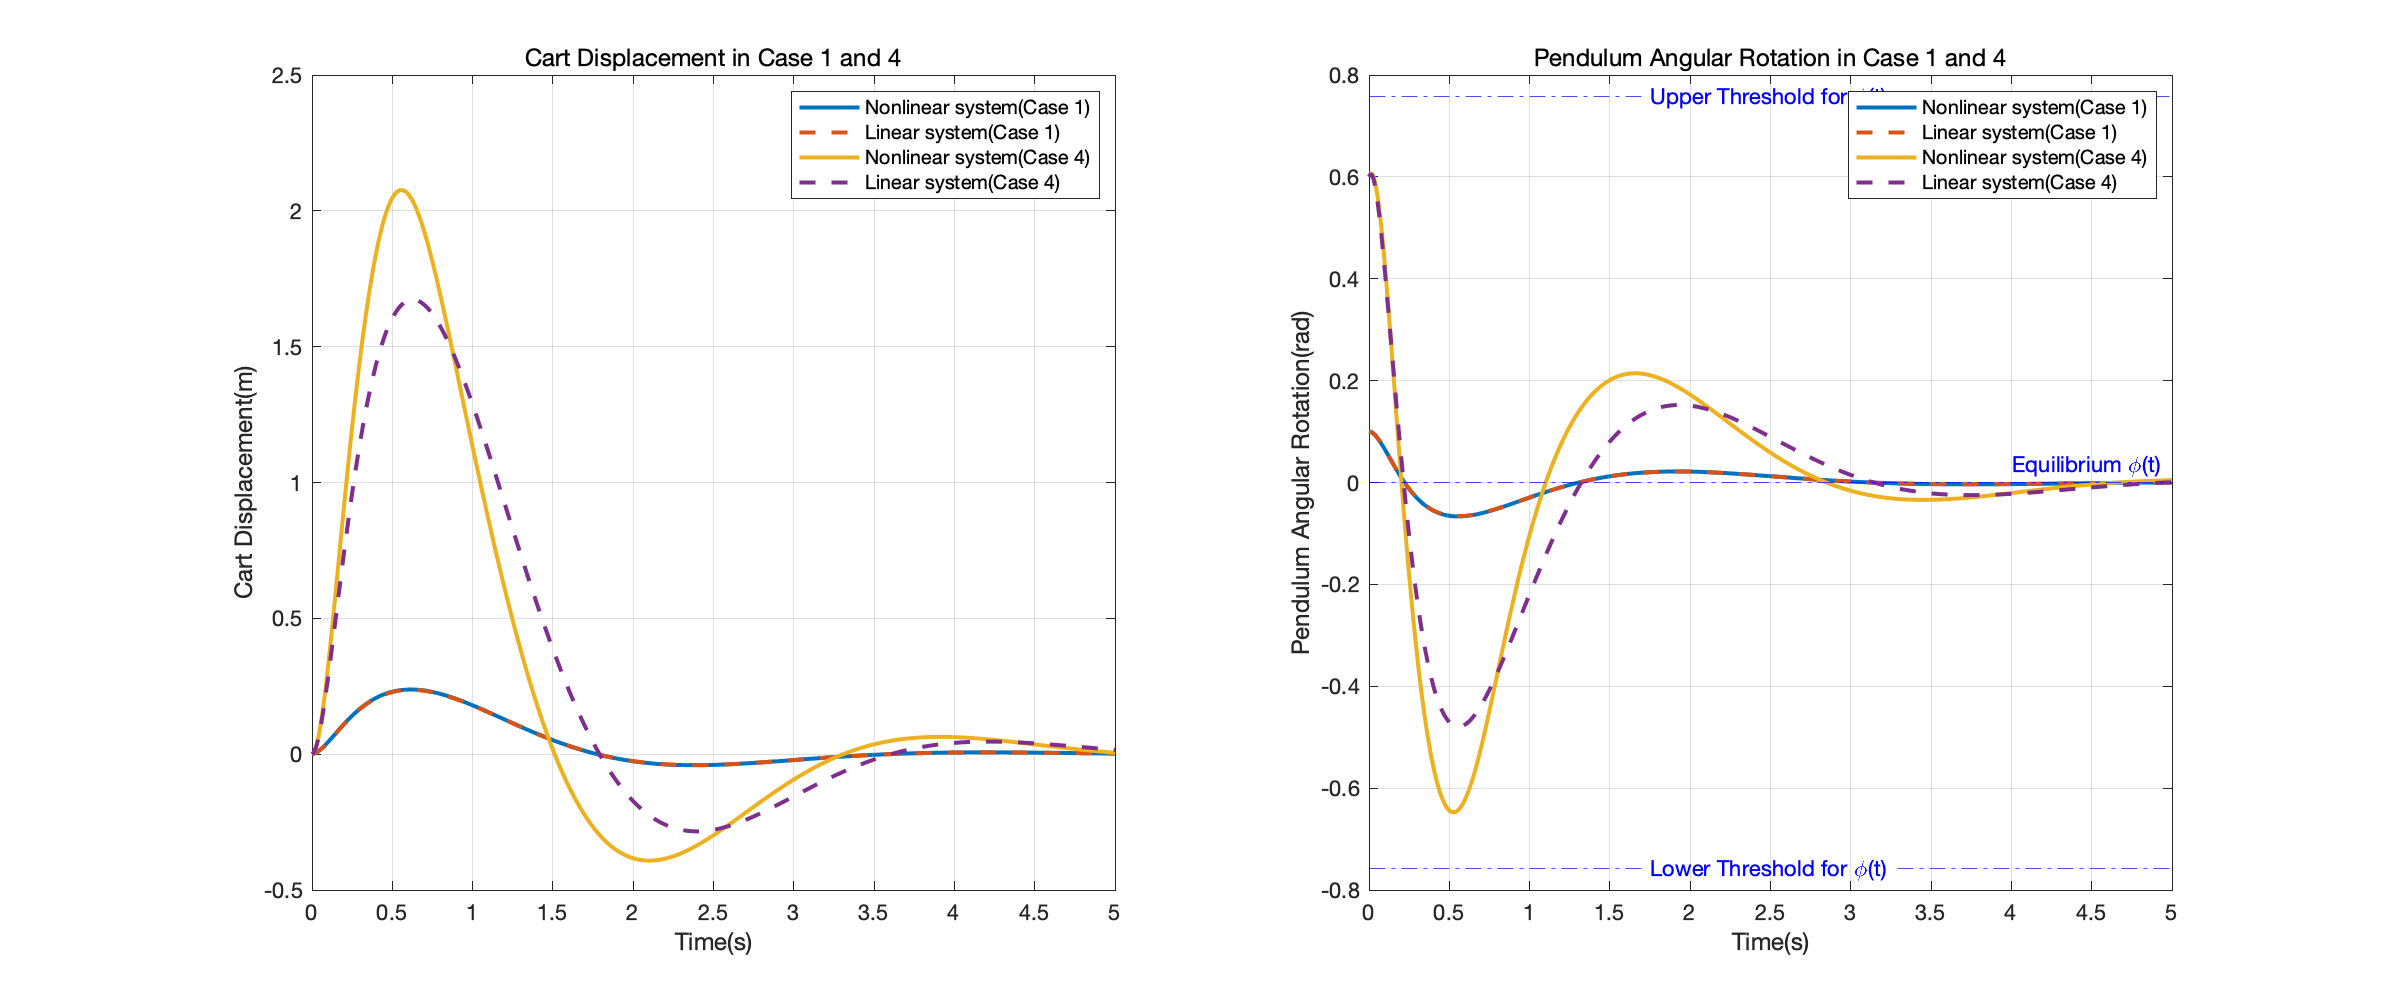 Cart Displacement in Case 1 and 4
2.5
2
1.5
1
0.5
0
-0.5
Cart Displacement(m)
Nonlinear system(Case 1)
Linear system(Case 1)
Nonlinear system(Case 4)
Linear system(Case 4)
0 0.5 1 1.5 2 2.5 3 3.5 4 4.5 5
Time(s)
Pendulum Angular Rotation in Case 1 and 4
0.8
0.6
0.4
0.2
0
-0.2
-0.4
-0.6
-0.8
Pendulum Angular Rotation(rad)
Upper Threshold for
Nonlinear system(Case 1)
Linear system(Case 1)
Nonlinear system(Case 4)
Linear system(Case 4)
Equilibrium ϕ(t)
Lower Threshold for ϕ(t)
0 0.5 1 1.5 2 2.5 3 3.5 4 4.5 5
Time(s)